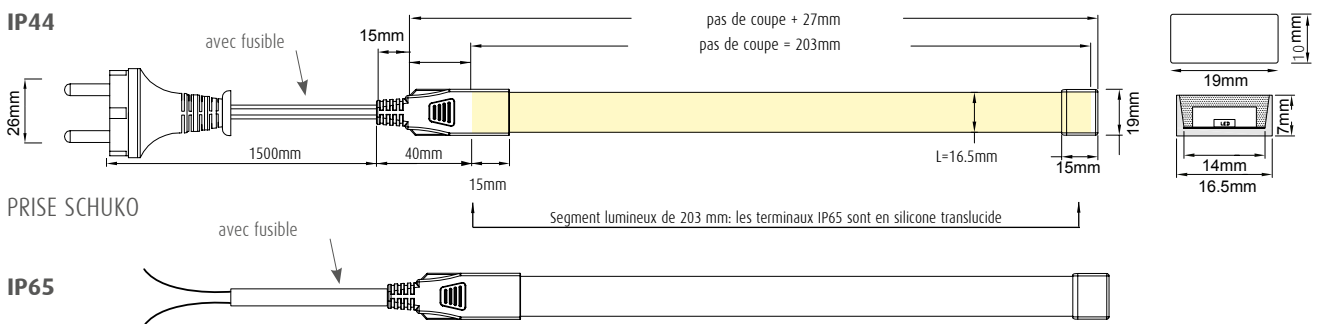 IP44
pas de coupe + 27mm
avec fusible
15mm
pas de coupe = 203mm
10mm
19mm
26mm
19mm
LED
7mm
1500mm
40mm
L=16.5mm
15mm
14mm
15mm
16.5mm
PRISE SCHUKO
Segment lumineux de 203 mm: les terminaux IP65 sont en silicone translucide
avec fusible
IP65